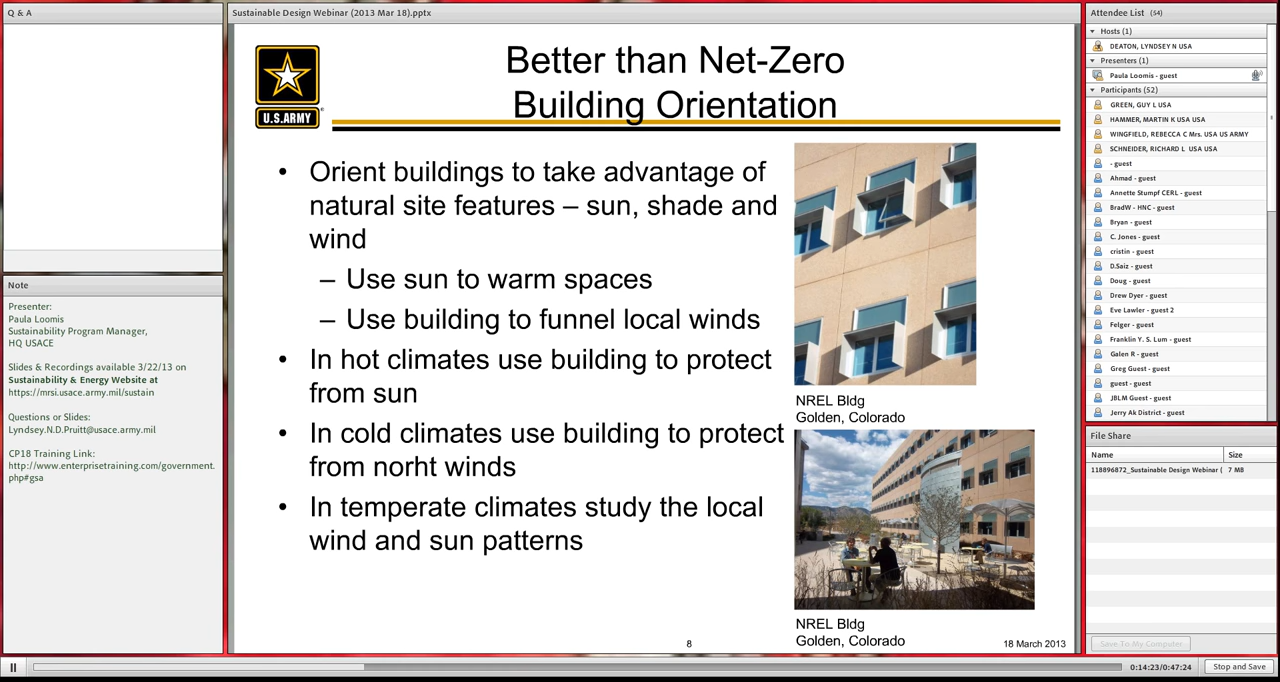 Q & A
Sustainable Design Webinar (2013 Mar 18).pptx
Attendee List (54)
Better than Net-Zero
Building Orientation
U.S.ARMY
• Orient buildings to take advantage of
natural site features – sun, shade and
wind
– Use sun to warm spaces
– Use building to funnel local winds
• In hot climates use building to protect
from sun
• In cold climates use building to protect
from norht winds
• In temperate climates study the local
wind and sun patterns
NREL Bldg
Golden, Colorado
NREL Bldg
Golden, Colorado
8
18 March 2013
Note
Presenter:
Paula Loomis
Sustainability Program Manager,
HQ USACE
Slides & Recordings available 3/22/13 on
Sustainability & Energy Website at
https://mrsi.usace.army.mil/sustain
Questions or Slides:
Lyndsey.N.D.Pruitt@usace.army.mil
CP18 Training Link:
http://www.enterprisetraining.com/government.
php#gsa
Hosts (1)
DEATON, LYNDSEY N USA
Presenters (1)
Paula Loomis - guest
Participants (52)
GREEN, GUY L USA
HAMMER, MARTIN K USA USA
WINGFIELD, REBECCA C Mrs. USA US ARMY
SCHNEIDER, RICHARD L USA USA
- guest
Ahmad - guest
Annette Stumpf CERL - guest
BradW - HNC - guest
Bryan - guest
C. Jones - guest
cristin - guest
D.Saiz - guest
Doug - guest
Drew Dyer - guest
Eve Lawler - guest 2
Felger - guest
Franklin Y. S. Lum - guest
Galen R - guest
Greg Guest - guest
guest - guest
JBLM Guest - guest
Jerry Ak District - guest
File Share
Name Size
118896872_Sustainable Design Webinar ( 7 MB
Save To My Computer
0:14:23/0:47:24
Stop and Save